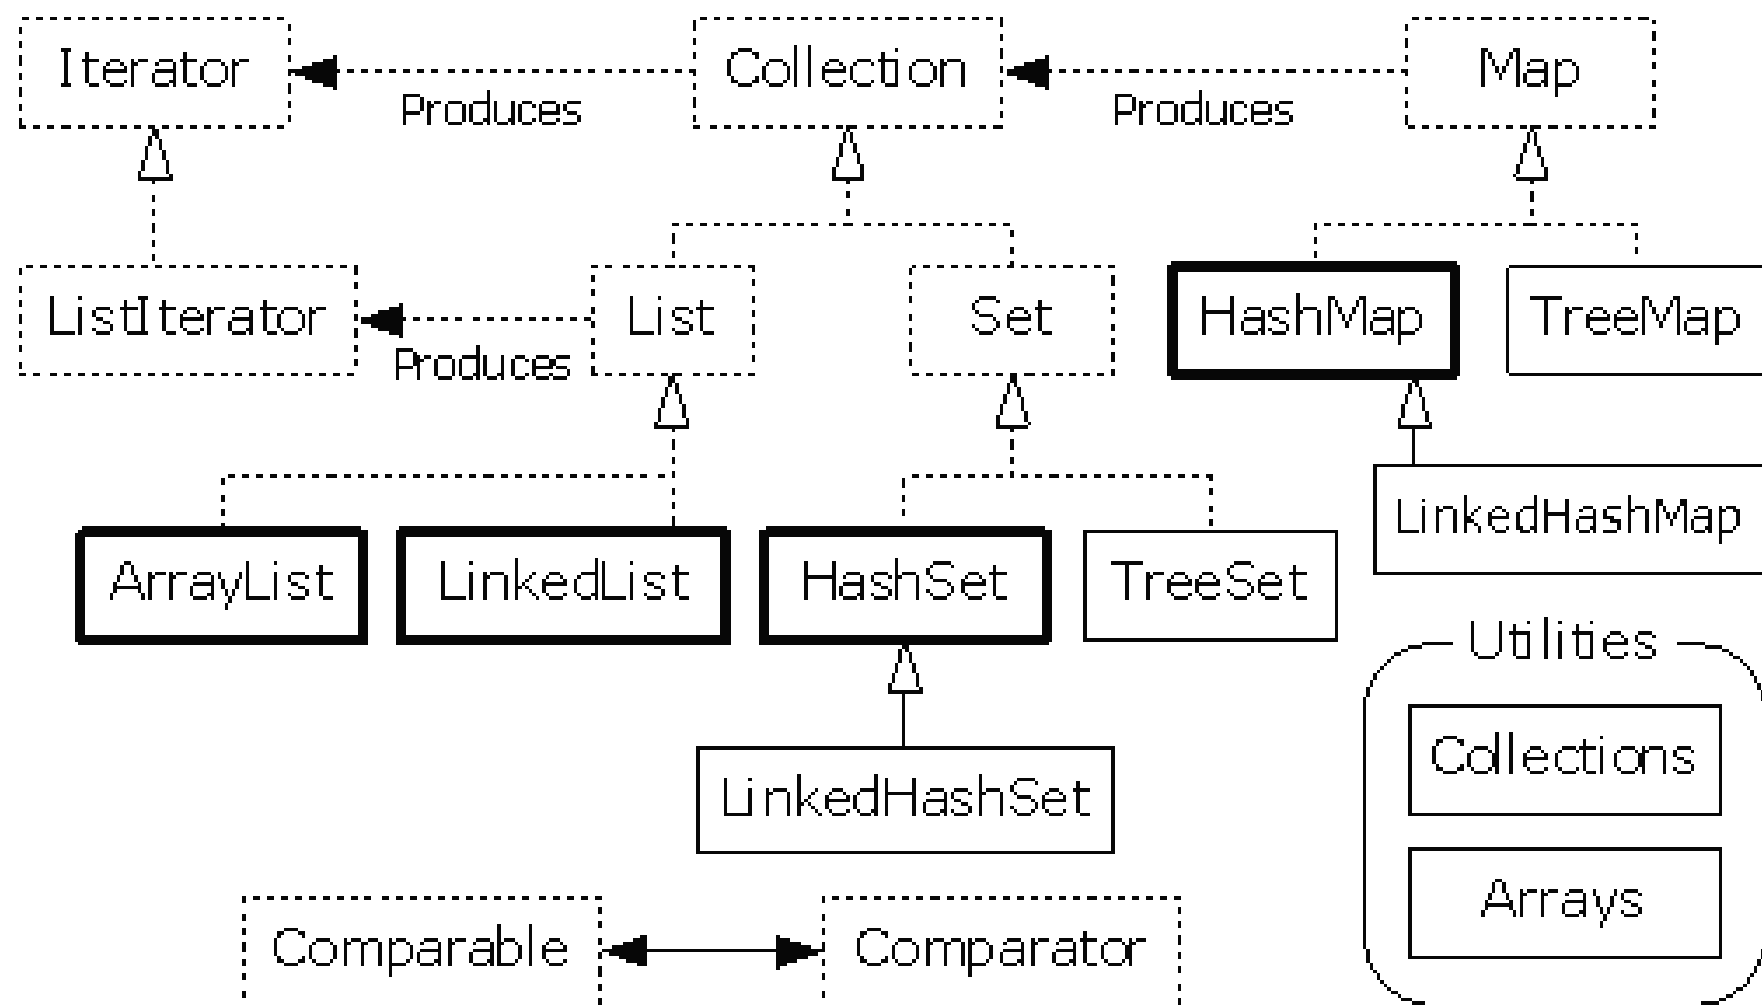 Iterator
Collection
Map
Produces
Produces
ListIterator
List
Set
HashMap
TreeMap
Produces
LinkedHashMap
ArrayList
LinkedList
HashSet
TreeSet
Utilities
Collections
LinkedHashSet
Arrays
Comparable
Comparator